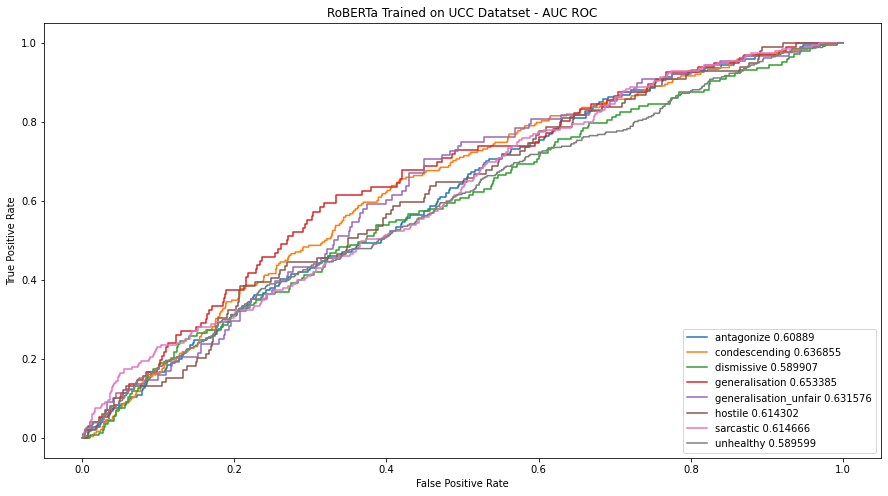 RoBERTa Trained on UCC Datatset - AUC ROC
True Positive Rate
1.0
0.8
0.6
0.4
0.2
0.0
antagonize 0.60889
condescending 0.636855
dismissive 0.589907
generalisation 0.653385
generalisation_unfair 0.631576
hostile 0.614302
sarcastic 0.614666
unhealthy 0.589599
0.0 0.2 0.4 0.6 0.8 1.0
False Positive Rate